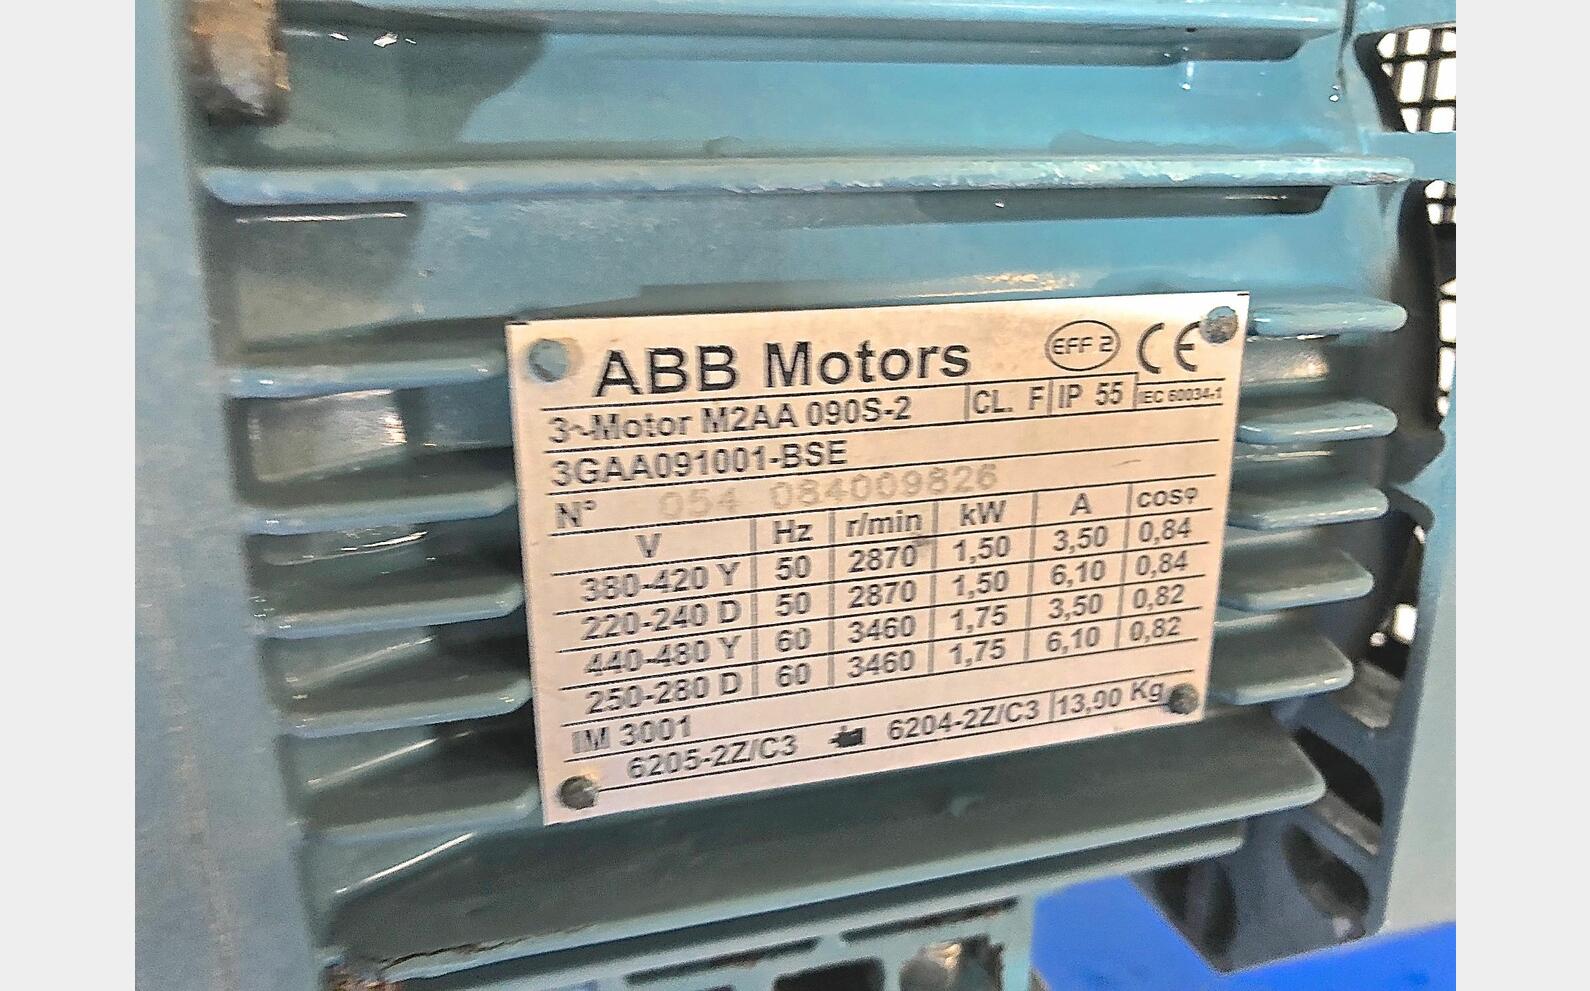 ABB Motors EFF 2 CE
3~Motor M2AA 090S-2 CL. F IP 55 IEC 60034-1
3GAA091001-BSE
N° 054 084009826
V Hz r/min kW A cosφ
380-420 Y 50 2870 1,50 3,50 0,84
220-240 D 50 2870 1,50 6,10 0,84
440-480 Y 60 3460 1,75 3,50 0,82
250-280 D 60 3460 1,75 6,10 0,82
IM 3001
6205-2Z/C3 6204-2Z/C3 13,90 Kg